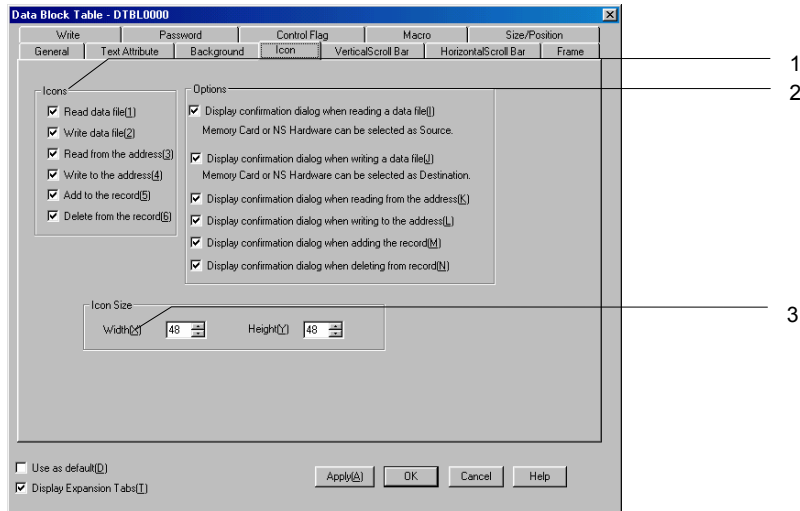 Data Block Table - DTBL0000
Write Password Control Flag Macro Size/Position
General Text Attribute Background Icon VerticalScroll Bar HorizontalScroll Bar Frame
1
2
Icons
Read data file(1)
Write data file(2)
Read from the address(3)
Write to the address(4)
Add to the record(5)
Delete from the record(6)
Options
Display confirmation dialog when reading a data file(I)
Memory Card or NS Hardware can be selected as Source.
Display confirmation dialog when writing a data file(J)
Memory Card or NS Hardware can be selected as Destination.
Display confirmation dialog when reading from the address(K)
Display confirmation dialog when writing to the address(L)
Display confirmation dialog when adding the record(M)
Display confirmation dialog when deleting from record(N)
Icon Size
Width(X) 48 Height(Y) 48
3
Use as default(D)
Display Expansion Tabs(T)
Apply(A) OK Cancel Help